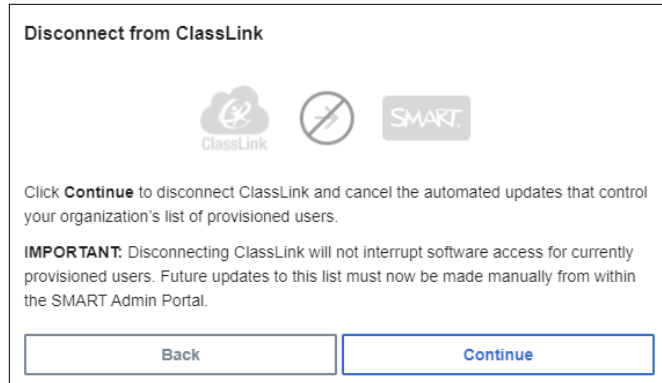 Disconnect from ClassLink
ClassLink
SMART.
Click Continue to disconnect ClassLink and cancel the automated updates that control
your organization's list of provisioned users.
IMPORTANT: Disconnecting ClassLink will not interrupt software access for currently
provisioned users. Future updates to this list must now be made manually from within
the SMART Admin Portal.
Back
Continue